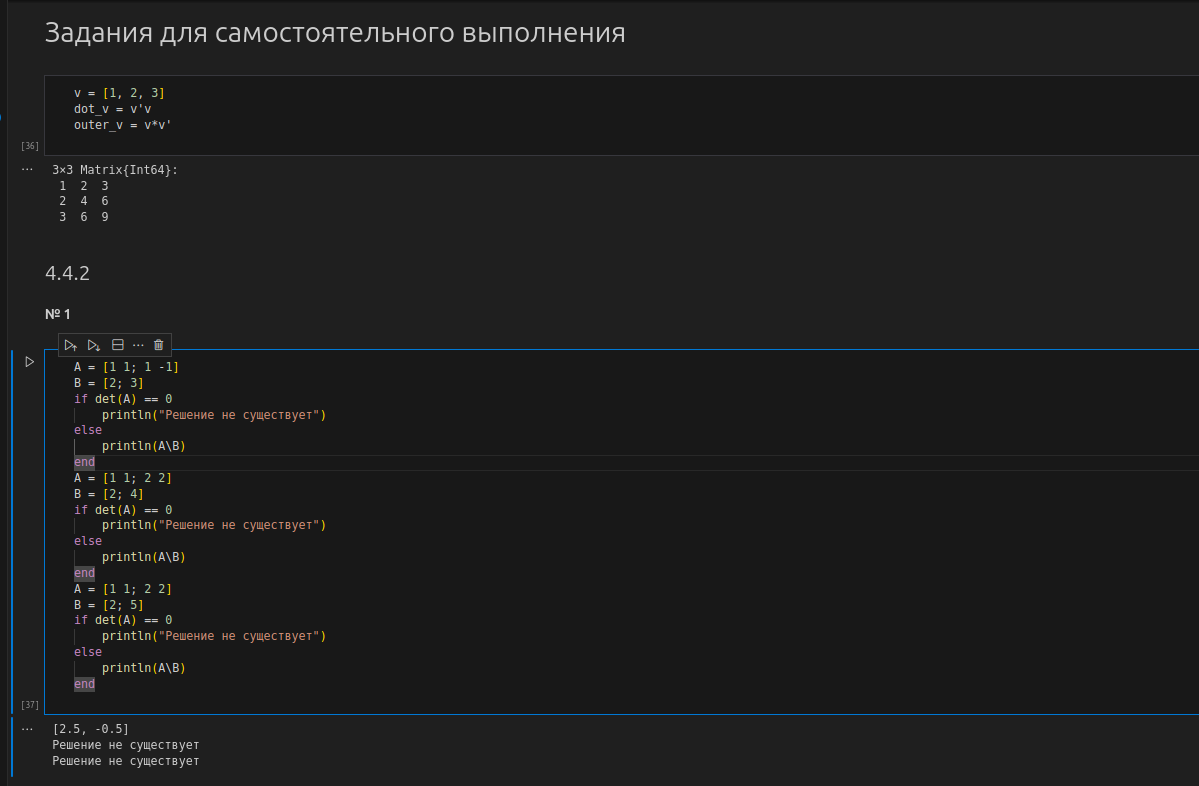 Задания для самостоятельного выполнения
v = [1, 2, 3]
dot_v = v'v
outer_v = v*v'
[36]
... 3×3 Matrix{Int64}:
1 2 3
2 4 6
3 6 9
4.4.2
№ 1
A = [1 1; 1 -1]
B = [2; 3]
if det(A) == 0
println("Решение не существует")
else
println(A\B)
end
A = [1 1; 2 2]
B = [2; 4]
if det(A) == 0
println("Решение не существует")
else
println(A\B)
end
A = [1 1; 2 2]
B = [2; 5]
if det(A) == 0
println("Решение не существует")
else
println(A\B)
end
[37]
... [2.5, -0.5]
Решение не существует
Решение не существует